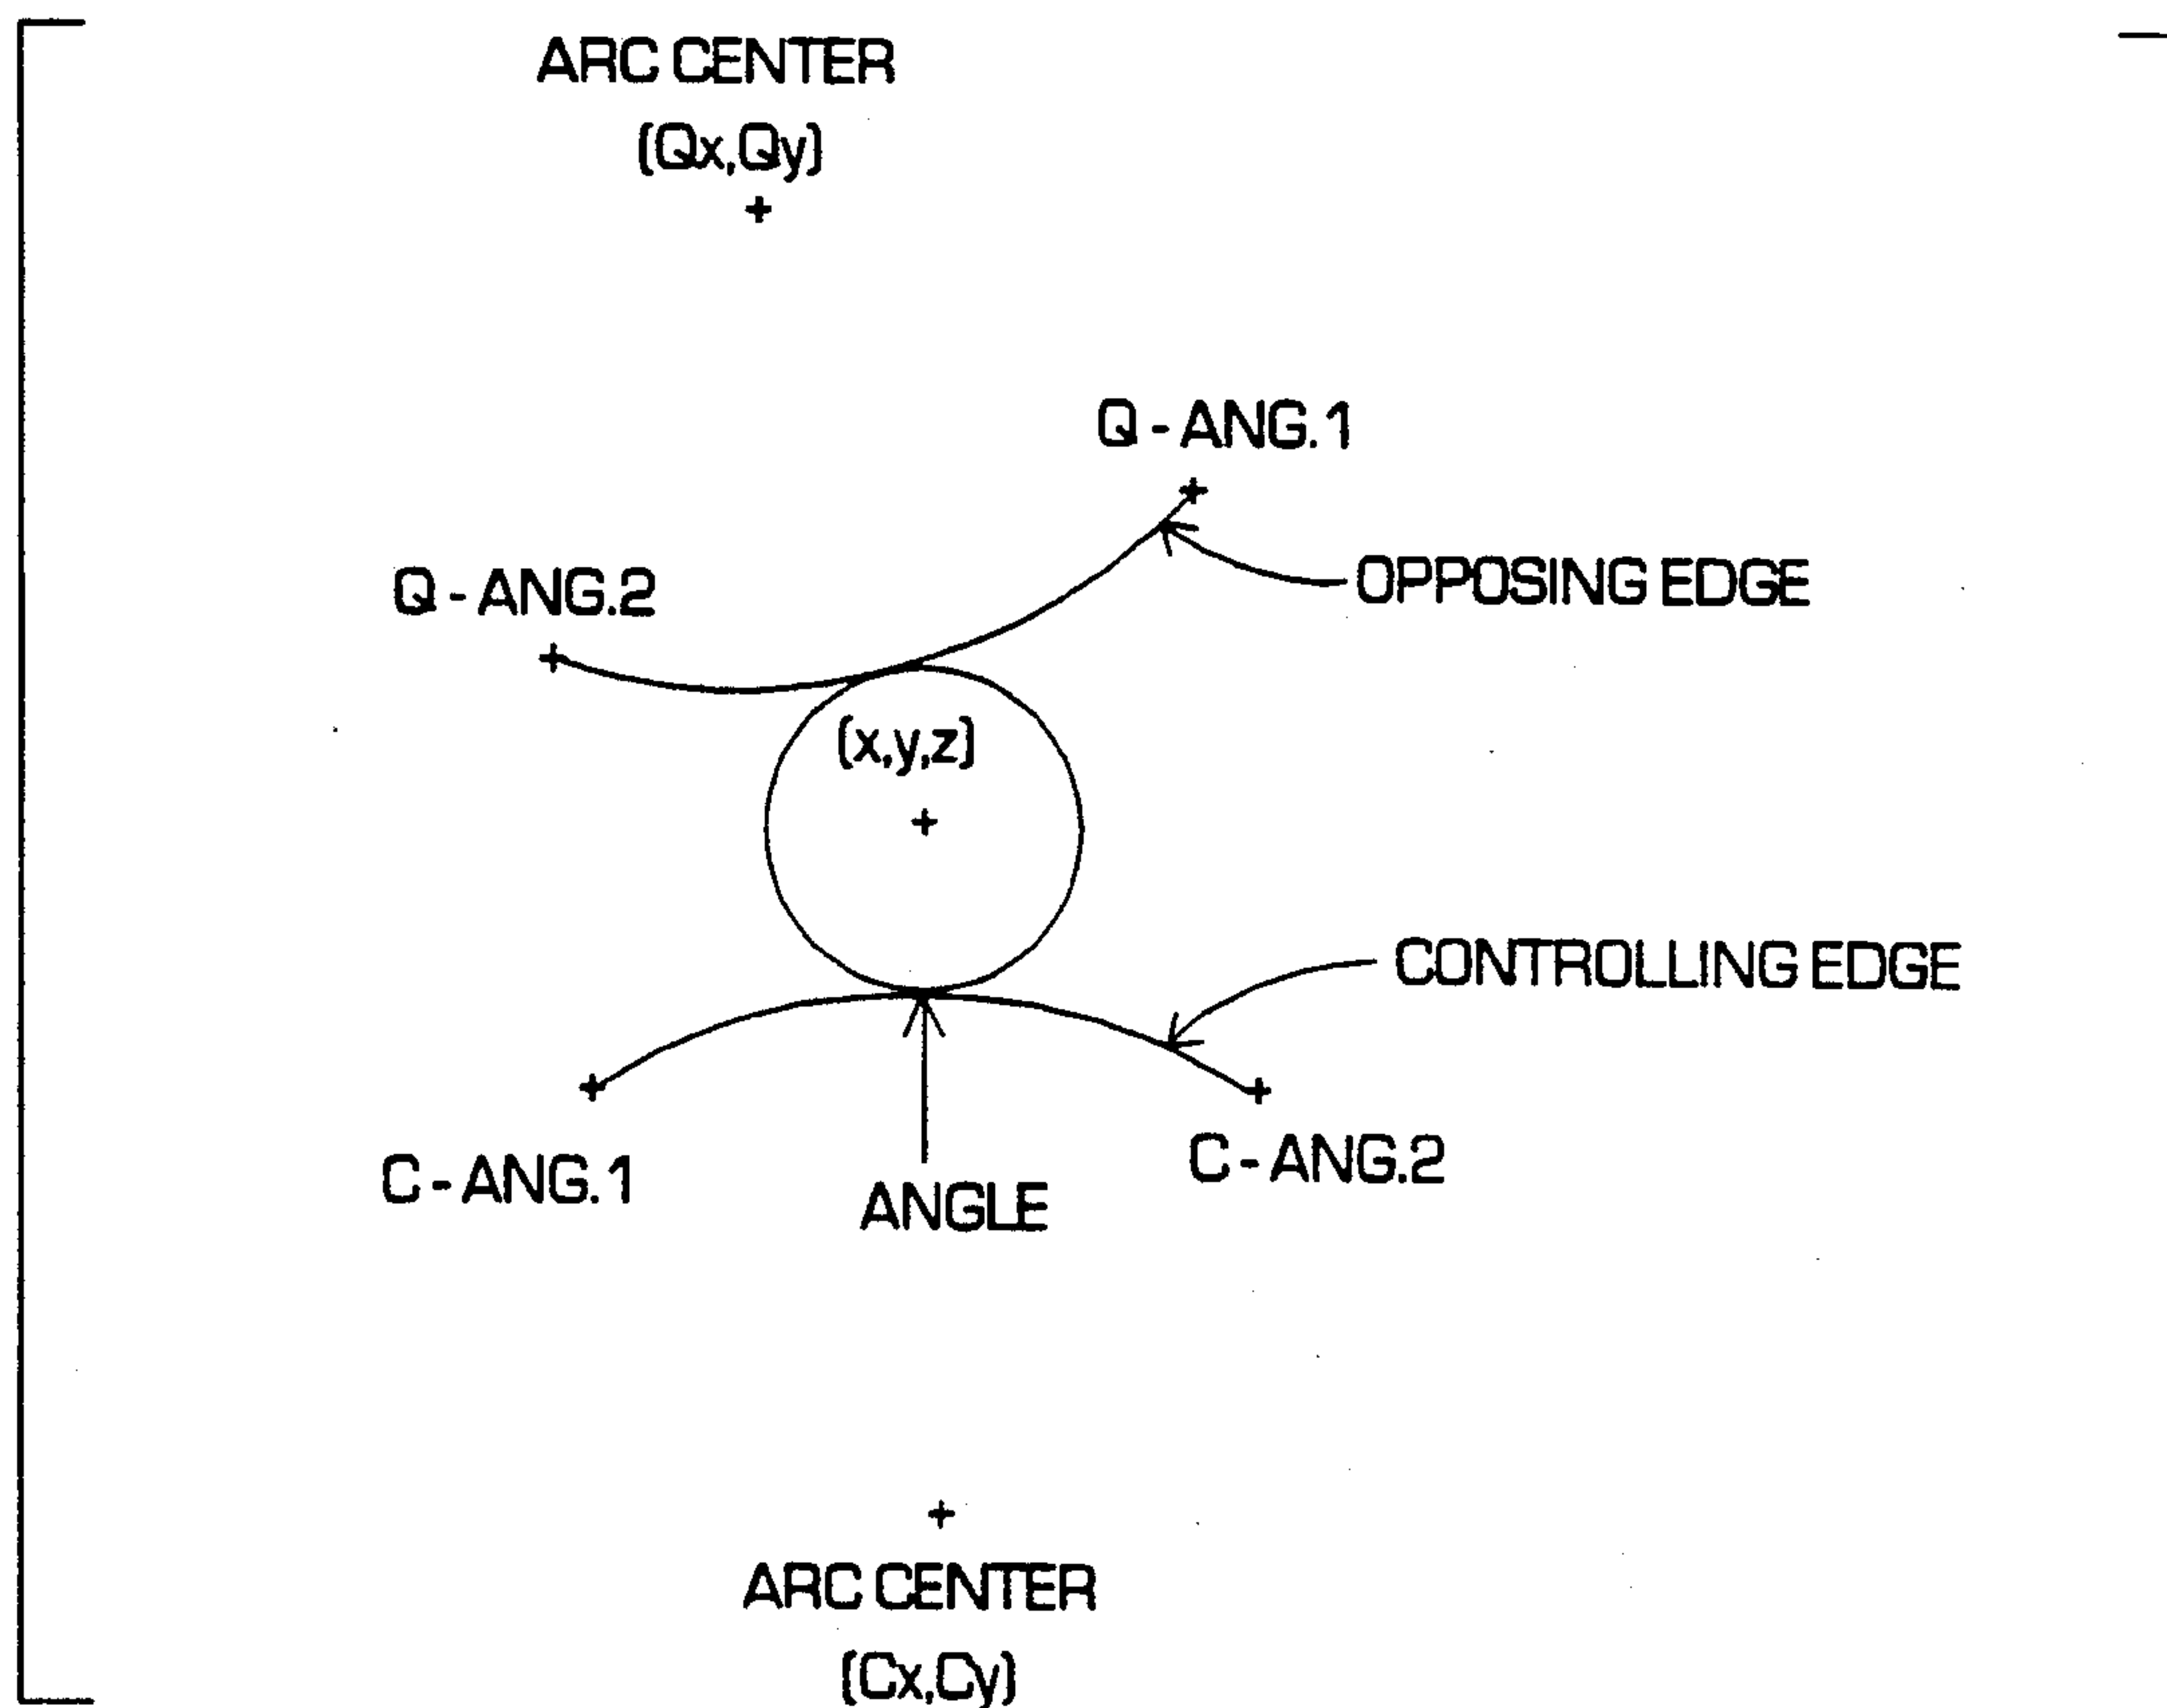 ARC CENTER
(Qx,Qy)
Q-ANG.1
OPPOSING EDGE
Q-ANG.2
(x,y,z)
CONTROLLING EDGE
C-ANG.1
C-ANG.2
ANGLE
ARC CENTER
(Cx,Cy)